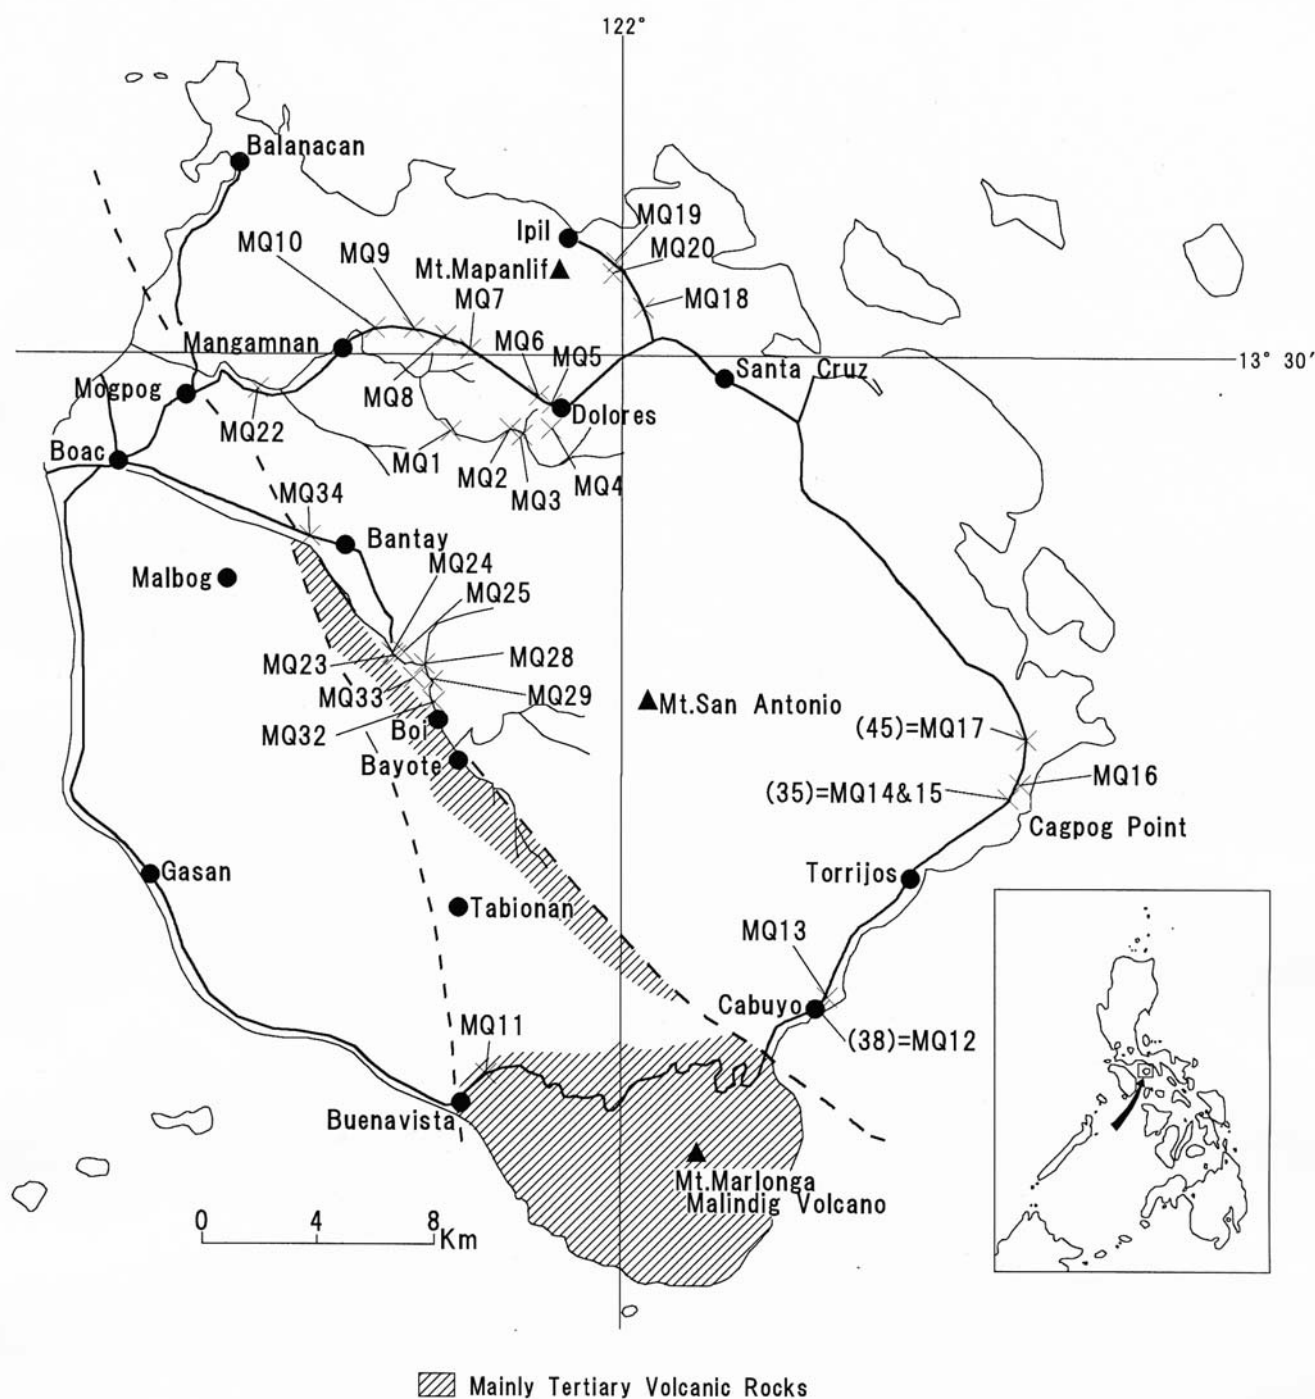 122°
Balanacan
MQ19
Ipil
MQ20
MQ10
MQ9
Mt.Mapanlif
MQ7
MQ18
Mangamnan
MQ6
MQ5
13° 30′
Santa Cruz
Mogpog
MQ8
Dolores
MQ22
Boac
MQ1
MQ2
MQ3
MQ4
MQ34
Bantay
MQ24
Malbog
MQ25
MQ23
MQ28
MQ33
MQ29
Mt.San Antonio
MQ32
Boi
(45)=MQ17
Bayote
MQ16
(35)=MQ14&15
Cagpog Point
Gasan
Torrijos
Tabionan
MQ13
Cabuyo
MQ11
(38)=MQ12
Buenavista
Mt.Marlonga
Malindig Volcano
0 4 8
Km
Mainly Tertiary Volcanic Rocks